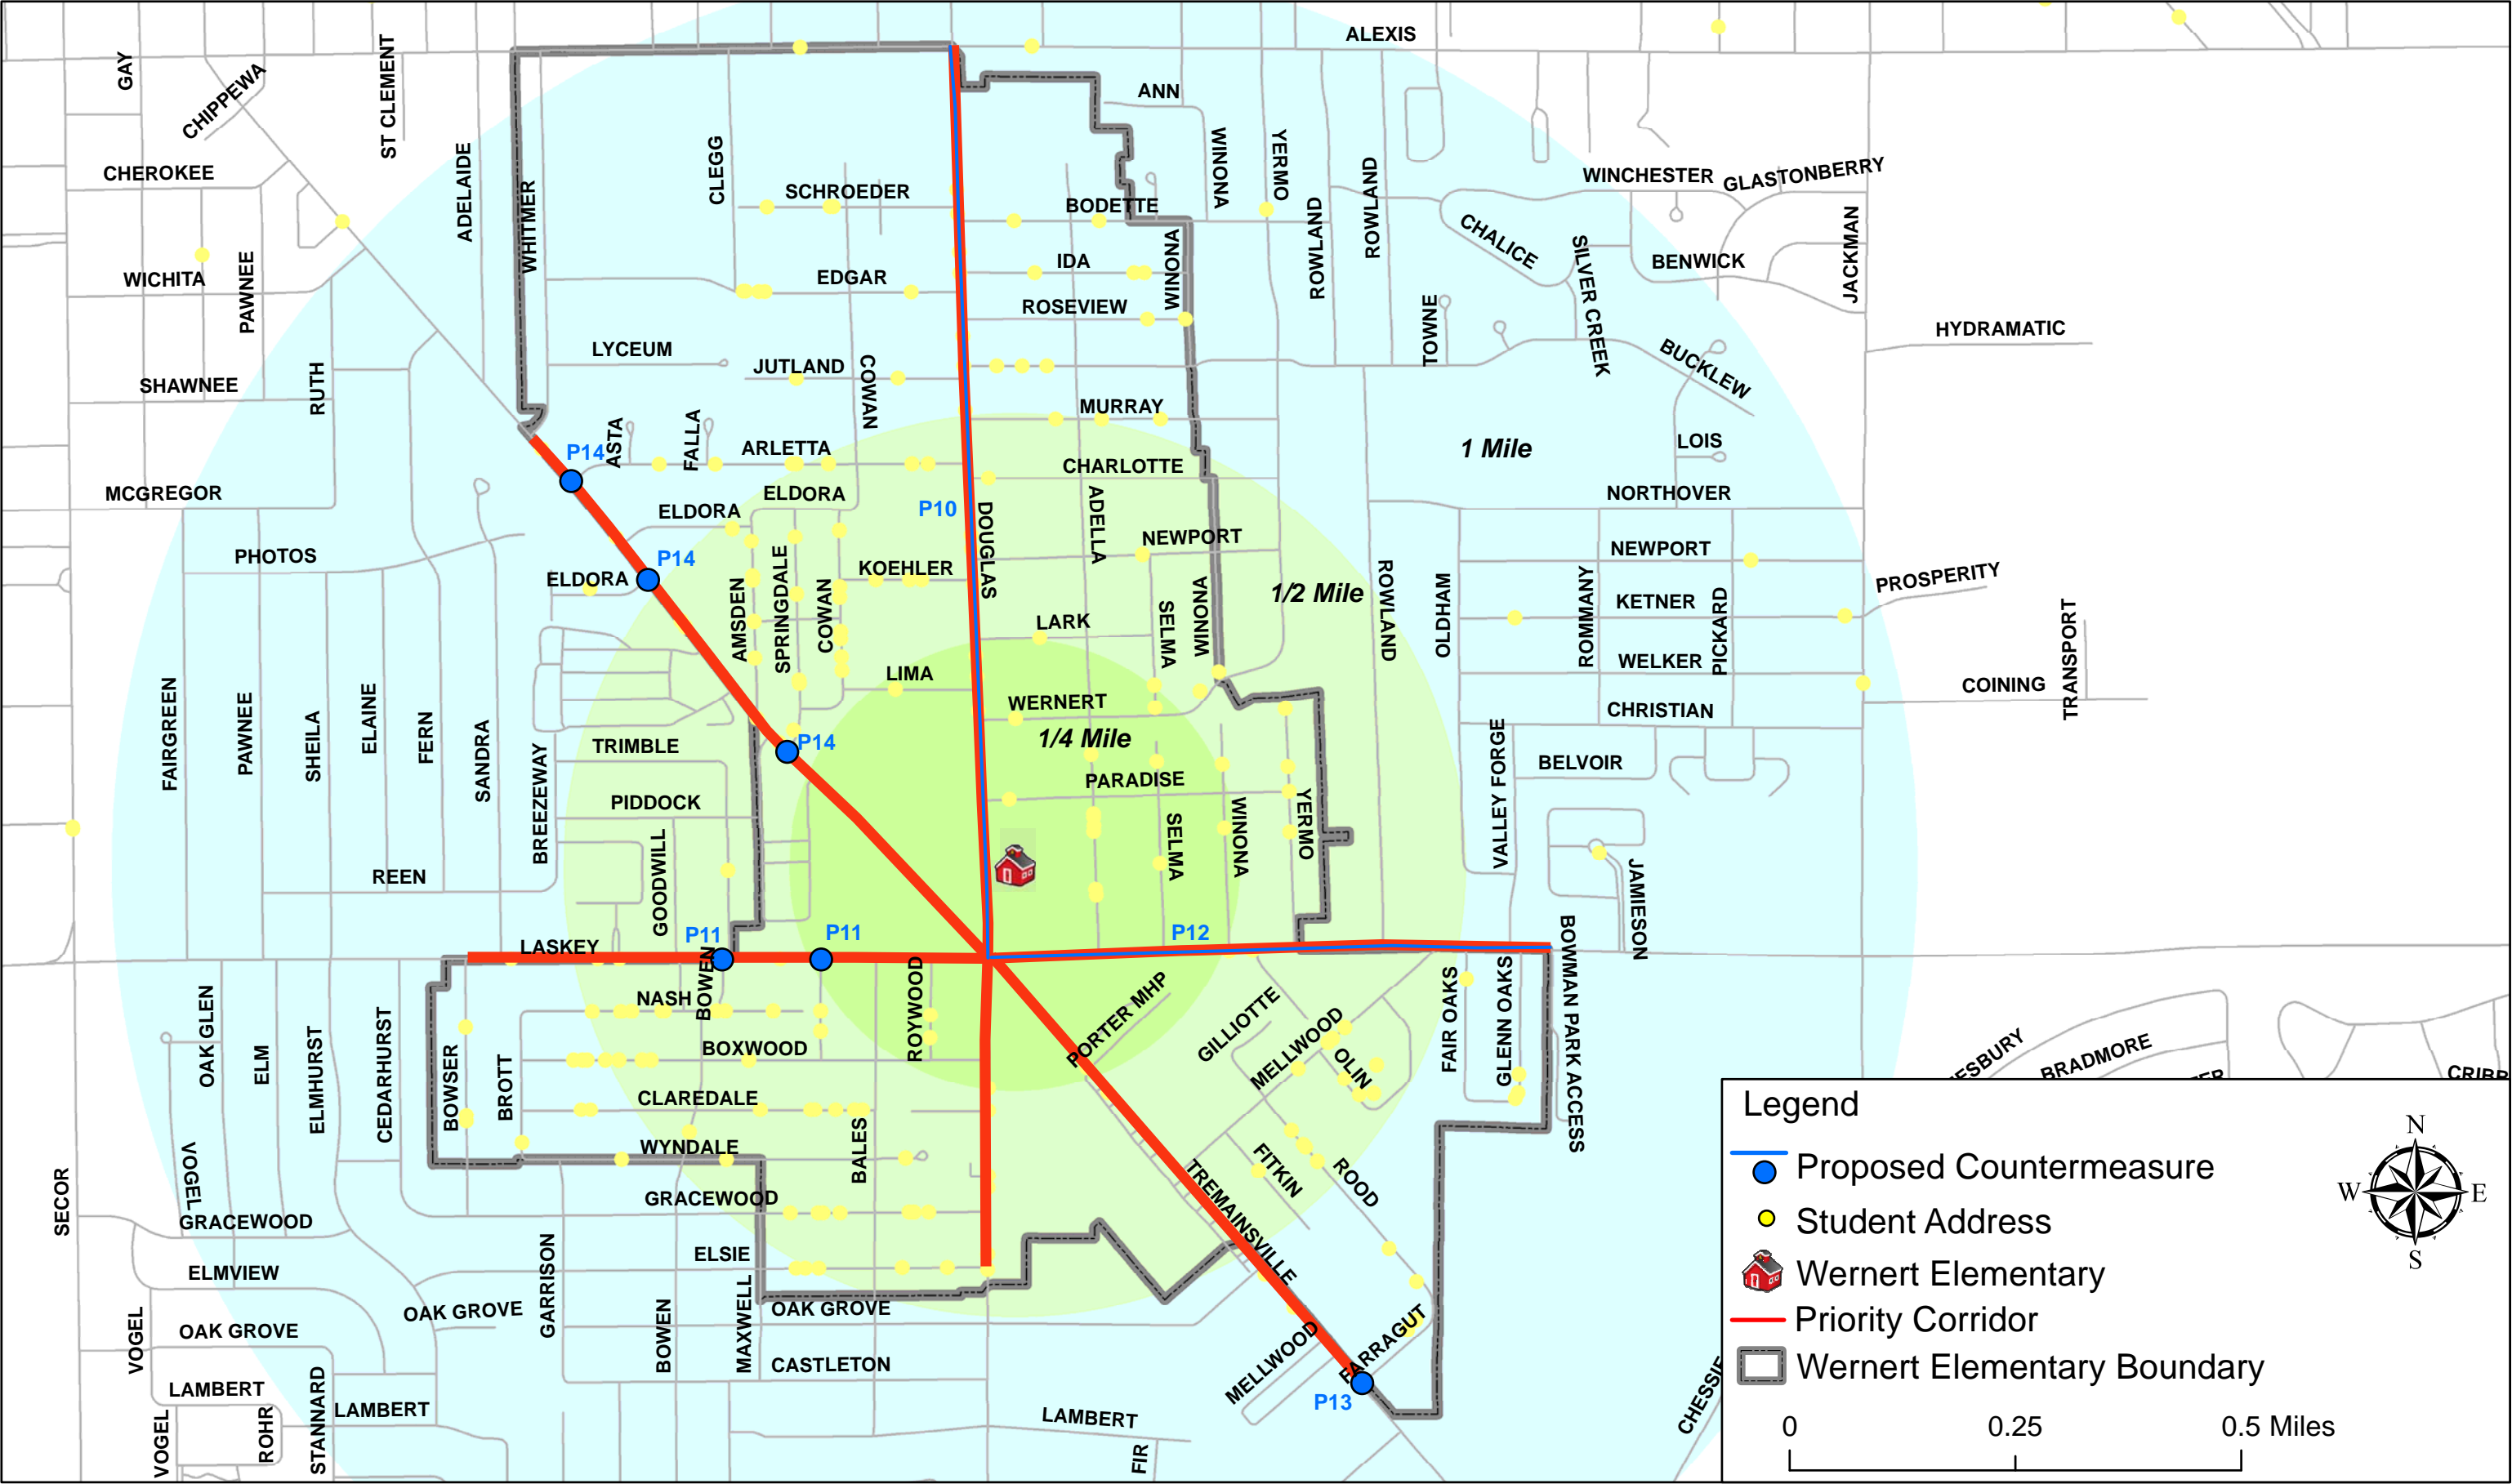 ALEXIS
GAY
CHIPPEWA
ST CLEMENT
ANN
CHEROKEE
ADELAIDE
WHITMER
CLEGG
SCHROEDER
BODETTE
WINONA
YERMO
ROWLAND
ROWLAND
WINCHESTER
GLASTONBERRY
CHALICE
SILVER CREEK
BENWICK
JACKMAN
WICHITA
PAWNEE
EDGAR
IDA
WINONA
ROSEVIEW
TOWNE
BUCKLEW
HYDRAMATIC
SHAWNEE
RUTH
LYCEUM
JUTLAND
COWAN
MURRAY
1 Mile
LOIS
P14
ASTA
FALLA
ARLETTA
CHARLOTTE
MCGREGOR
ELDORA
ELDORA
P10
DOUGLAS
ADELLA
NORTHOVER
PHOTOS
P14
ELDORA
KOEHLER
NEWPORT
NEWPORT
AMSDEN
SPRINGDALE
COWAN
LARK
SELMA
WINONA
1/2 Mile
ROWLAND
OLDHAM
ROMMANY
KETNER
PICKARD
PROSPERITY
WELKER
TRANSPORT
LIMA
WERNERT
COINING
CHRISTIAN
FAIRGREEN
PAWNEE
SHEILA
ELAINE
FERN
SANDRA
BREEZEWAY
TRIMBLE
P14
1/4 Mile
PARADISE
VALLEY FORGE
BELVOIR
PIDDOCK
GOODWILL
SELMA
WINONA
YERMO
REEN
JAMIESON
LASKEY
P11
P11
P12
BOWEN
BOWMAN PARK ACCESS
OAK GLEN
ELM
ELMHURST
CEDARHURST
BOWSER
BROTT
NASH
BOXWOOD
ROYWOOD
PORTER MHP
GILLIOTTE
MELLWOOD
OLIN
FAIR OAKS
GLENN OAKS
ESBURY
BRADMORE
TER
CRIBB
CLAREDALE
WYNDALE
BALES
VOGEL
SECOR
GRACEWOOD
GRACEWOOD
FITKIN
ROOD
TREMAINSVILLE
ELMVIEW
GARRISON
ELSIE
MAXWELL
BOWEN
OAK GROVE
OAK GROVE
OAK GROVE
VOGEL
CASTLETON
MELLWOOD
FARRAGUT
P13
LAMBERT
LAMBERT
LAMBERT
VOGEL
ROHR
STANNARD
FIR
CHESSIE
Legend
Proposed Countermeasure
Student Address
Wernert Elementary
Priority Corridor
Wernert Elementary Boundary
N
W
E
S
0 0.25 0.5 Miles